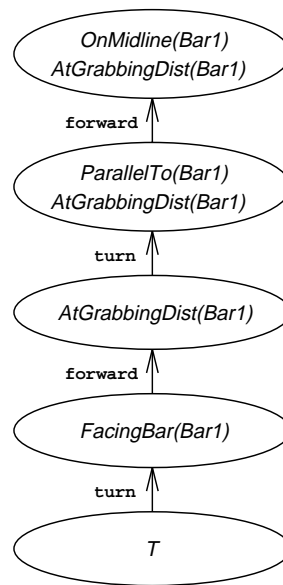 OnMidline(Bar1)
AtGrabbingDist(Bar1)
forward
ParallelTo(Bar1)
AtGrabbingDist(Bar1)
turn
AtGrabbingDist(Bar1)
forward
FacingBar(Bar1)
turn
T